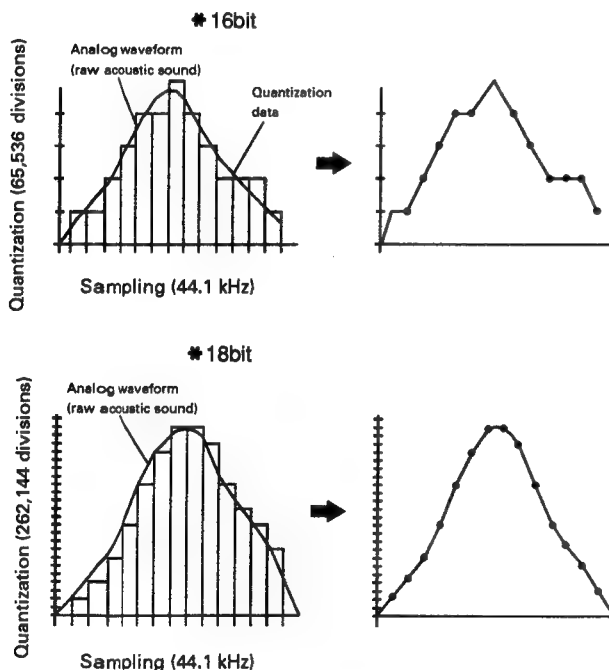 ✱ 16bit
Analog waveform
(raw acoustic sound)
Quantization
data
Quantization (65,536 divisions)
Sampling (44.1 kHz)
✱ 18bit
Analog waveform
(raw acoustic sound)
Quantization (262,144 divisions)
Sampling (44.1 kHz)